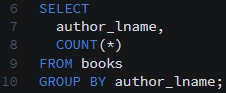 6 SELECT
7 author_lname,
8 COUNT(*)
9 FROM books
10 GROUP BY author_lname;